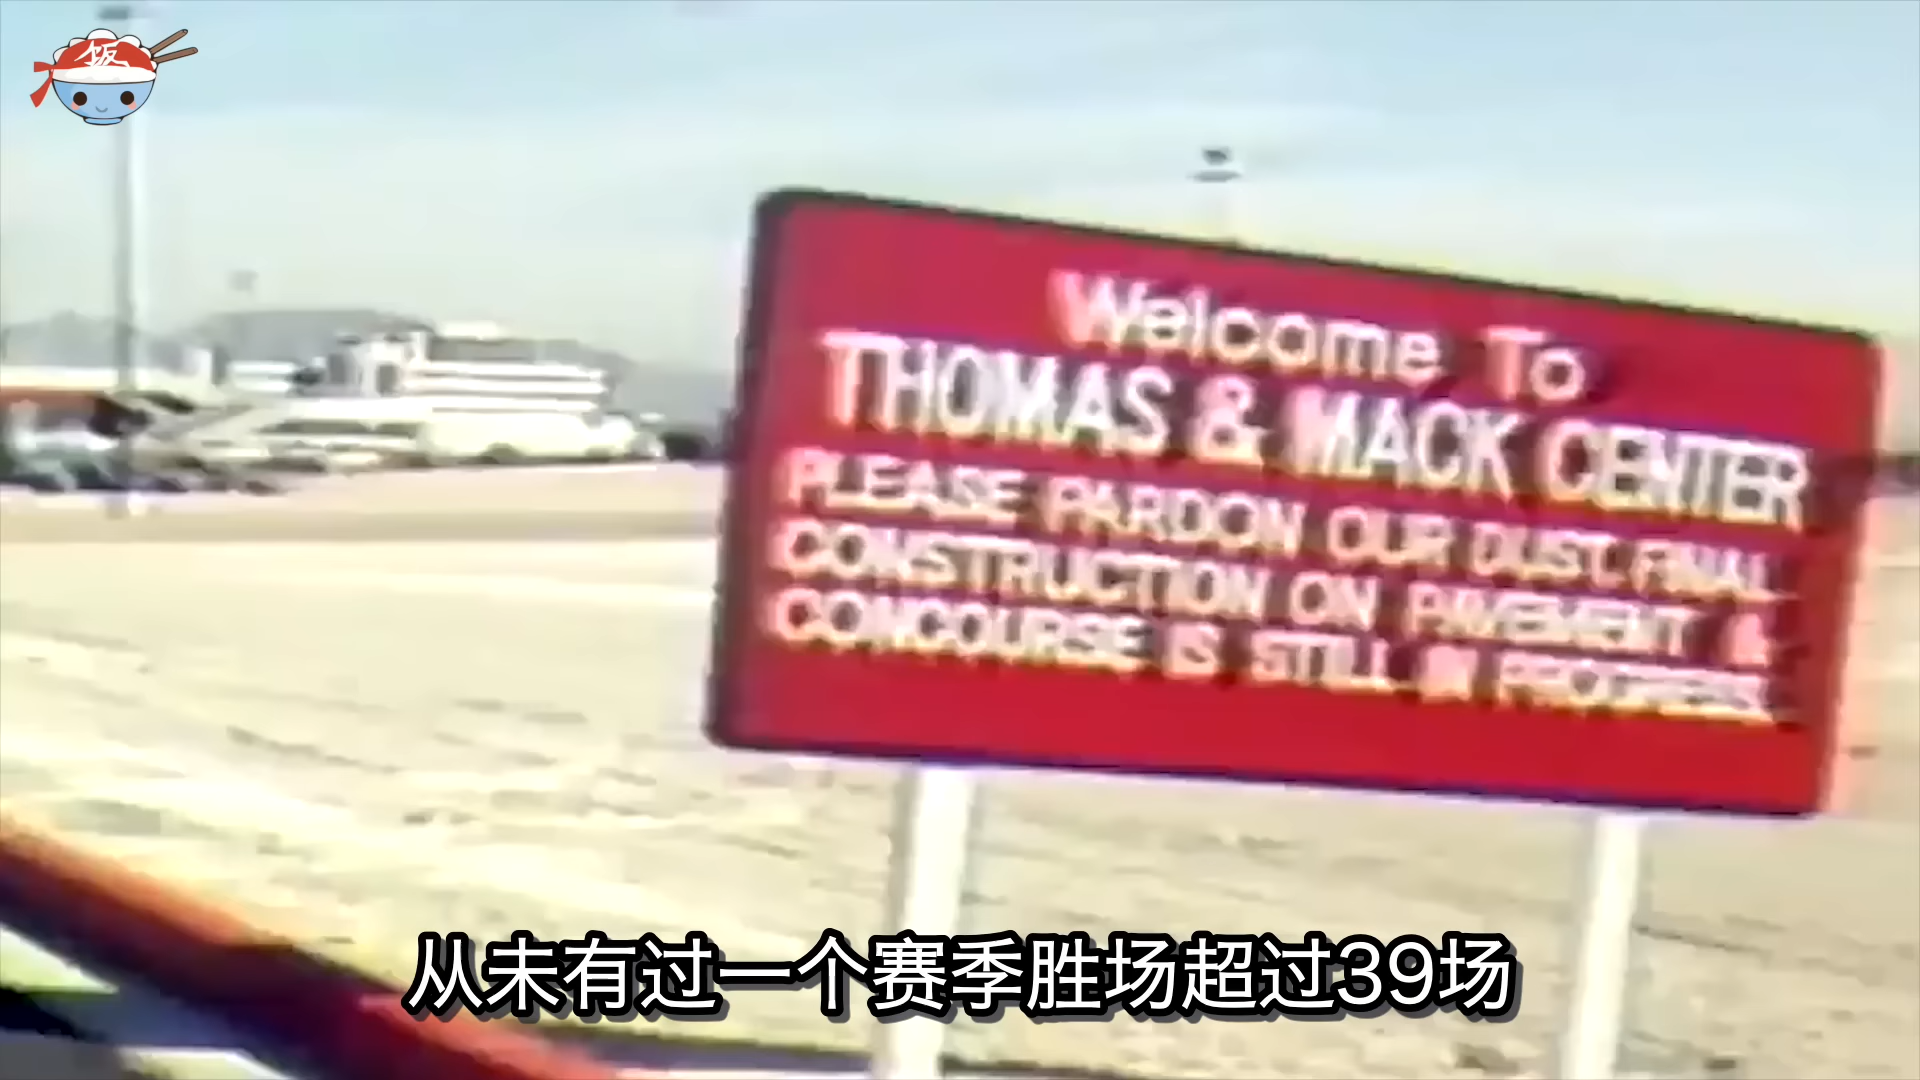 饭
Welcome To
THOMAS & MACK CENTER
PLEASE PARDON OUR DUST. FINAL
CONSTRUCTION ON PAVEMENT &
CONCOURSE IS STILL IN PROGRESS.
从未有过一个赛季胜场超过39场